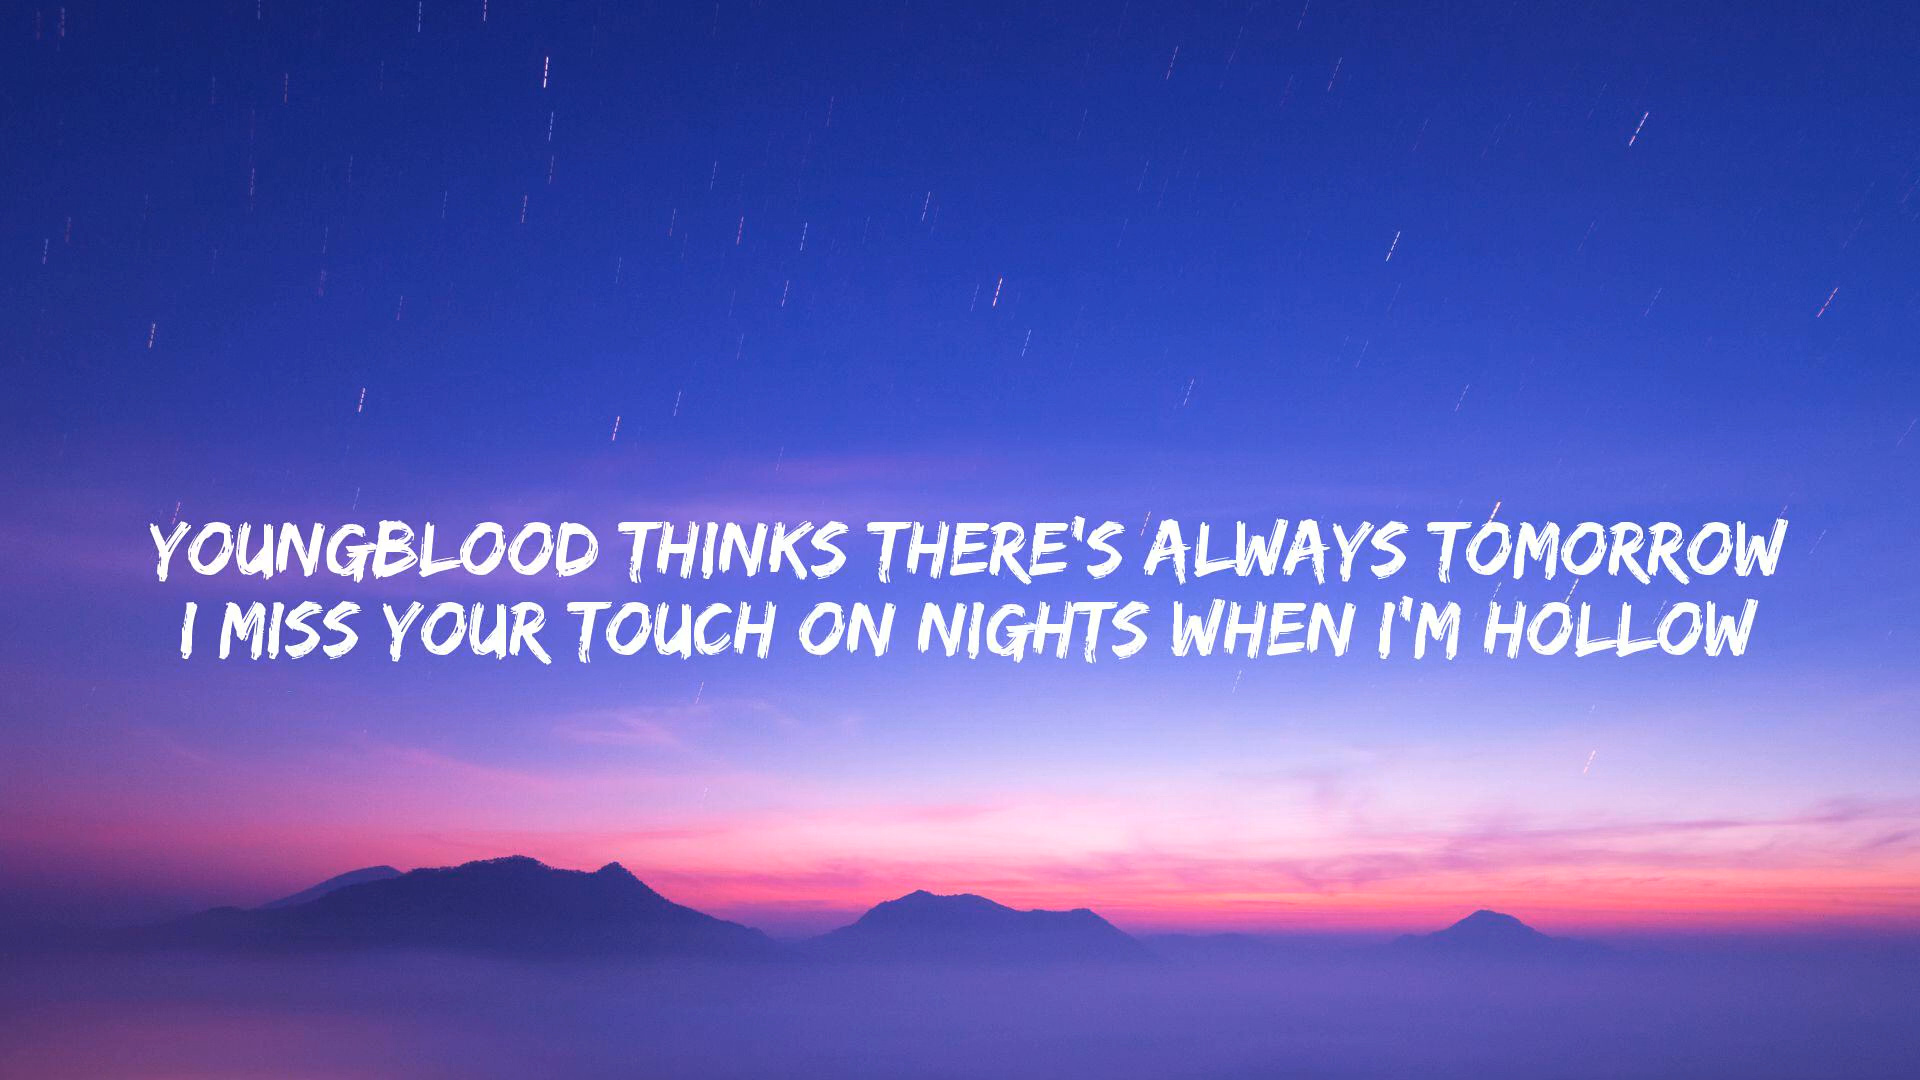 YOUNGBLOOD THINKS THERE'S ALWAYS TOMORROW
I MISS YOUR TOUCH ON NIGHTS WHEN I'M HOLLOW